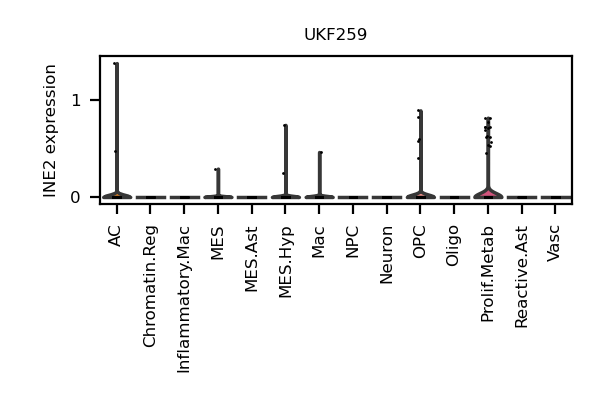 UKF259
INE2 expression
1
0
AC
Chromatin.Reg
Inflammatory.Mac
MES
MES.Ast
MES.Hyp
Mac
NPC
Neuron
OPC
Oligo
Prolif.Metab
Reactive.Ast
Vasc